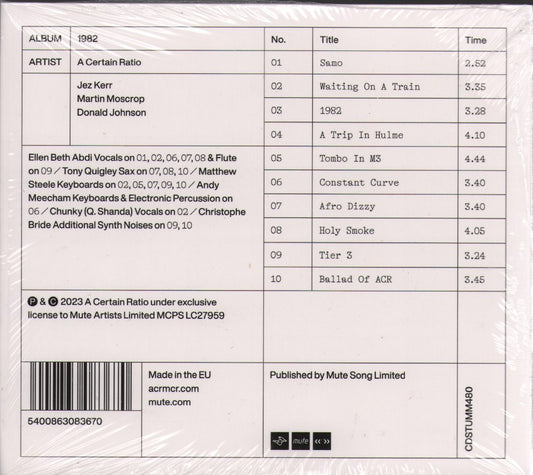 ALBUM 1982
ARTIST A Certain Ratio
Jez Kerr
Martin Moscrop
Donald Johnson
Ellen Beth Abdi Vocals on 01, 02, 06, 07, 08 & Flute
on 09 / Tony Quigley Sax on 07, 08, 10 / Matthew
Steele Keyboards on 02, 05, 07, 09, 10 / Andy
Meecham Keyboards & Electronic Percussion on
06 / Chunky (Q. Shanda) Vocals on 02 / Christophe
Bride Additional Synth Noises on 09, 10
No. Title Time
01 Samo 2.52
02 Waiting On A Train 3.35
03 1982 3.28
04 A Trip In Hulme 4.10
05 Tombo In M3 4.44
06 Constant Curve 3.40
07 Afro Dizzy 3.40
08 Holy Smoke 4.05
09 Tier 3 3.24
10 Ballad Of ACR 3.45
℗ & © 2023 A Certain Ratio under exclusive
license to Mute Artists Limited MCPS LC27959
5400863083670
Made in the EU
acrmcr.com
mute.com
Published by Mute Song Limited
mute
CDSTUMM480